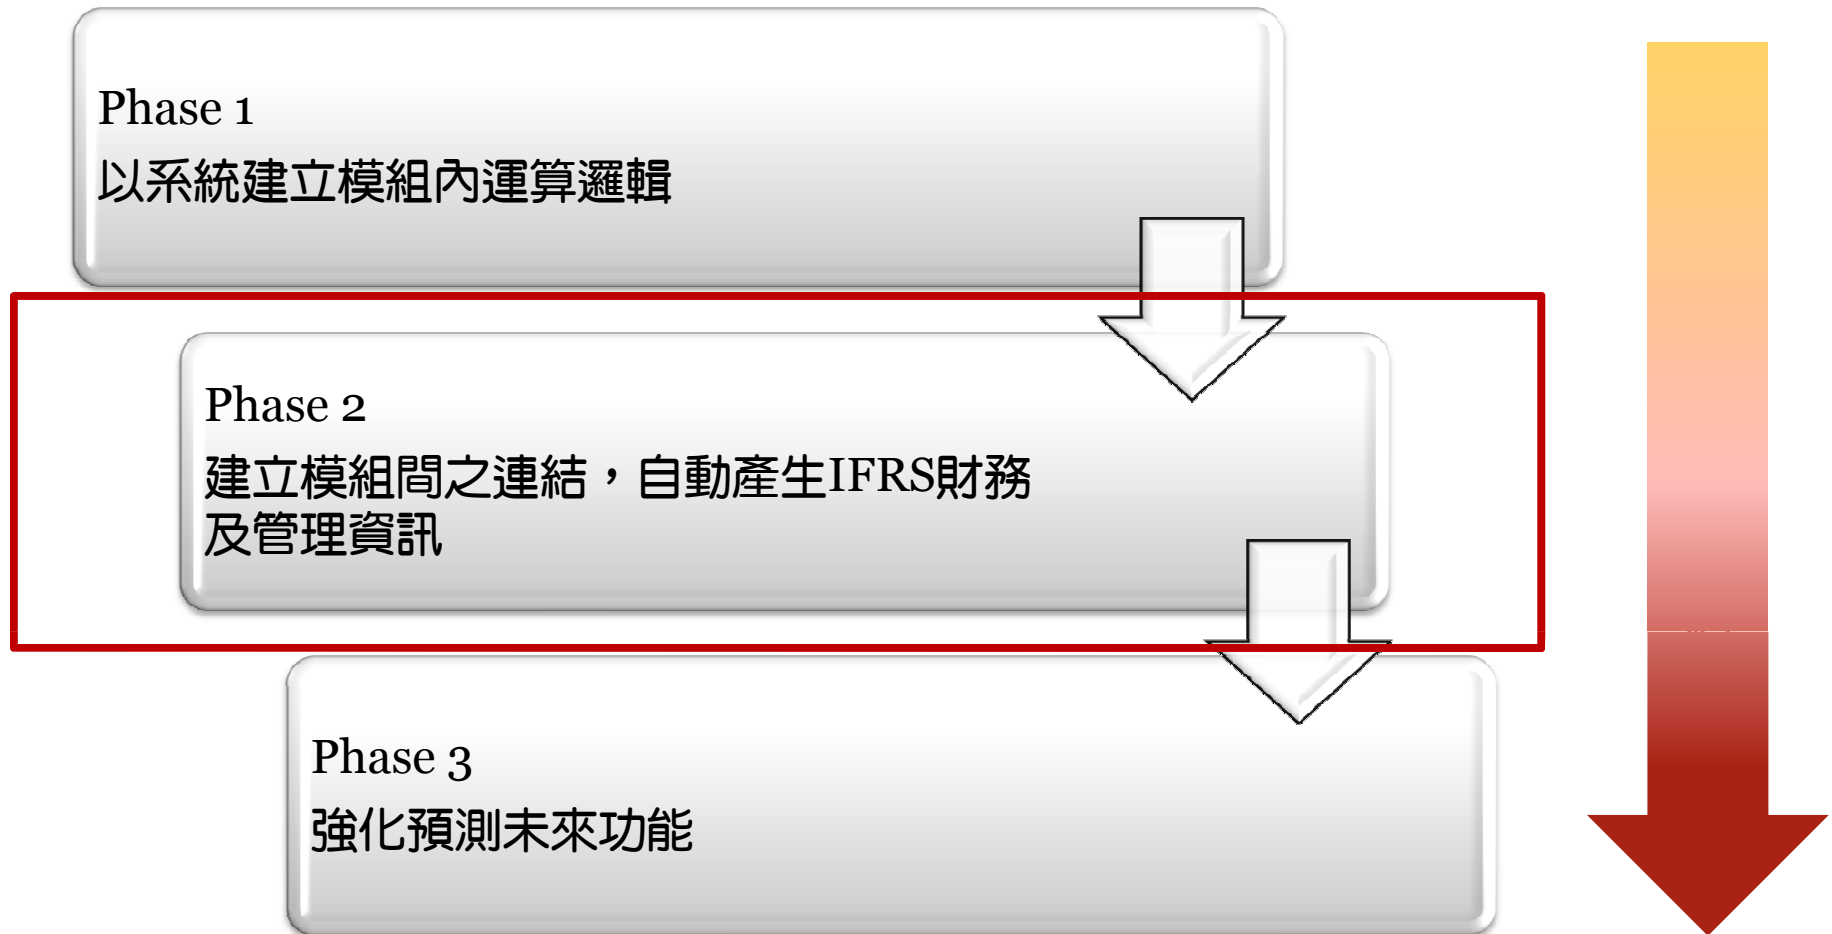 Phase 1
以系統建立模組內運算邏輯
Phase 2
建立模組間之連結，自動產生IFRS財務
及管理資訊
Phase 3
強化預測未來功能